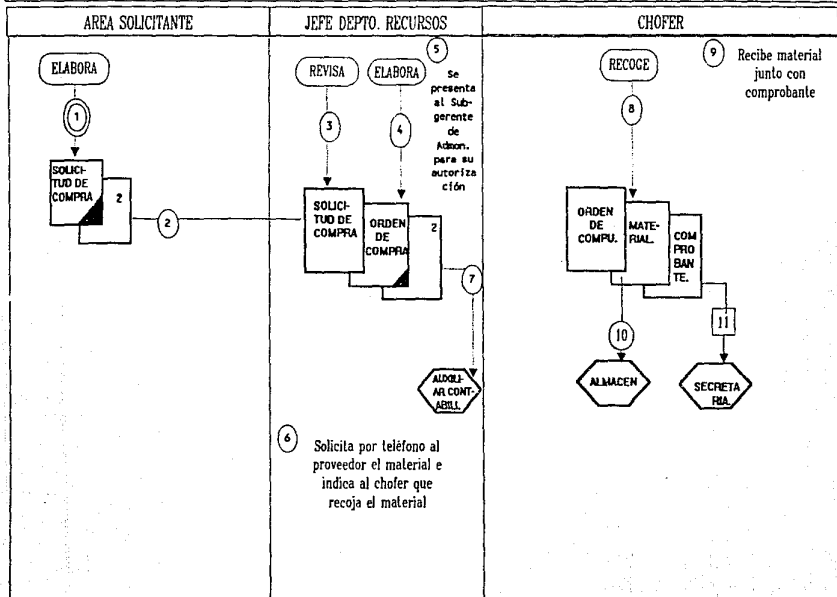 AREA SOLICITANTE
JEFE DEPTO. RECURSOS
CHOFER
ELABORA
1
SOLICI-
TUD DE
COMPRA
2
2
REVISA
3
ELABORA
4
5
Se
presenta
al Sub-
gerente
de
Admon.
para su
autoriza
ción
SOLICI-
TUD DE
COMPRA
ORDEN
DE
COMPRA
2
7
AUXILI-
AR CONT-
ABILI.
6
Solicita por teléfono al
proveedor el material e
indica al chofer que
recoja el material
RECOGE
8
9
Recibe material
junto con
comprobante
ORDEN
DE
COMPU.
MATE-
RIAL.
COM
PRO
BAN
TE.
10
11
ALMACEN
SECRETA
RIA.